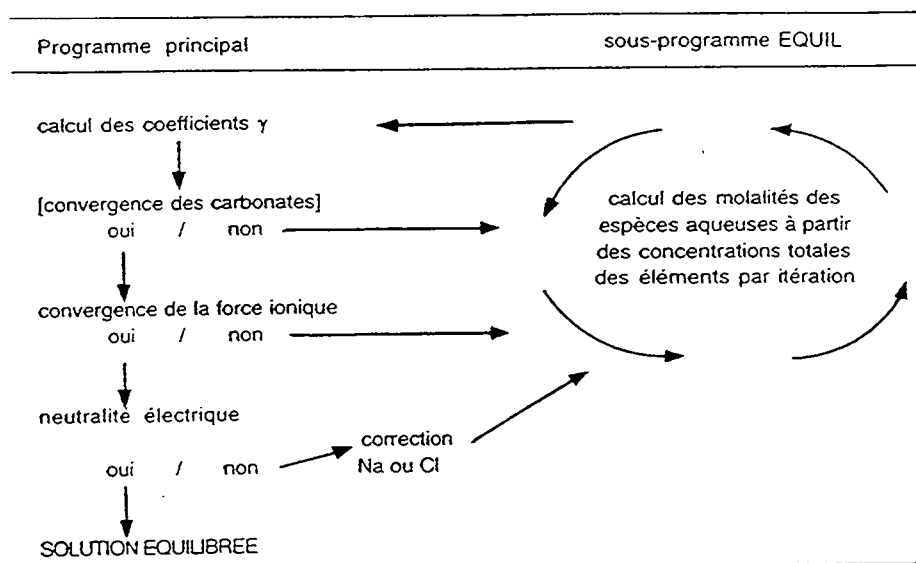 Programme principal
sous-programme EQUIL
calcul des coefficients γ
[convergence des carbonates]
oui / non
convergence de la force ionique
oui / non
neutralité électrique
oui / non
correction
Na ou Cl
SOLUTION EQUILIBREE
calcul des molalités des
espèces aqueuses à partir
des concentrations totales
des éléments par itération